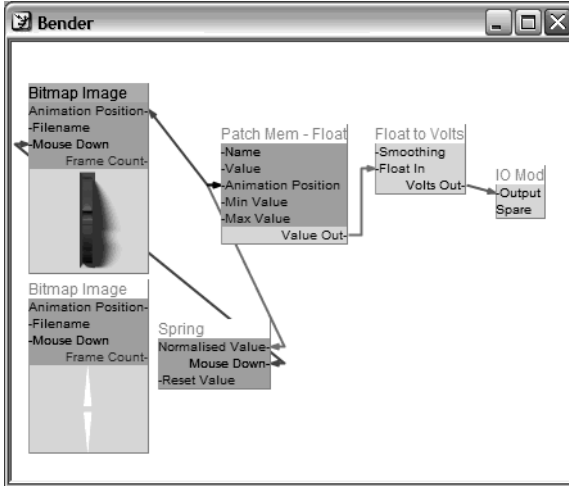 Bender
Bitmap Image
Animation Position-
-Filename
-Mouse Down
Frame Count-
Bitmap Image
Animation Position-
-Filename
-Mouse Down
Frame Count-
Spring
Normalised Value-
Mouse Down-
-Reset Value
Patch Mem - Float
-Name
-Value
-Animation Position
-Min Value
-Max Value
Value Out-
Float to Volts
-Smoothing
-Float In
Volts Out-
IO Mod
-Output
Spare